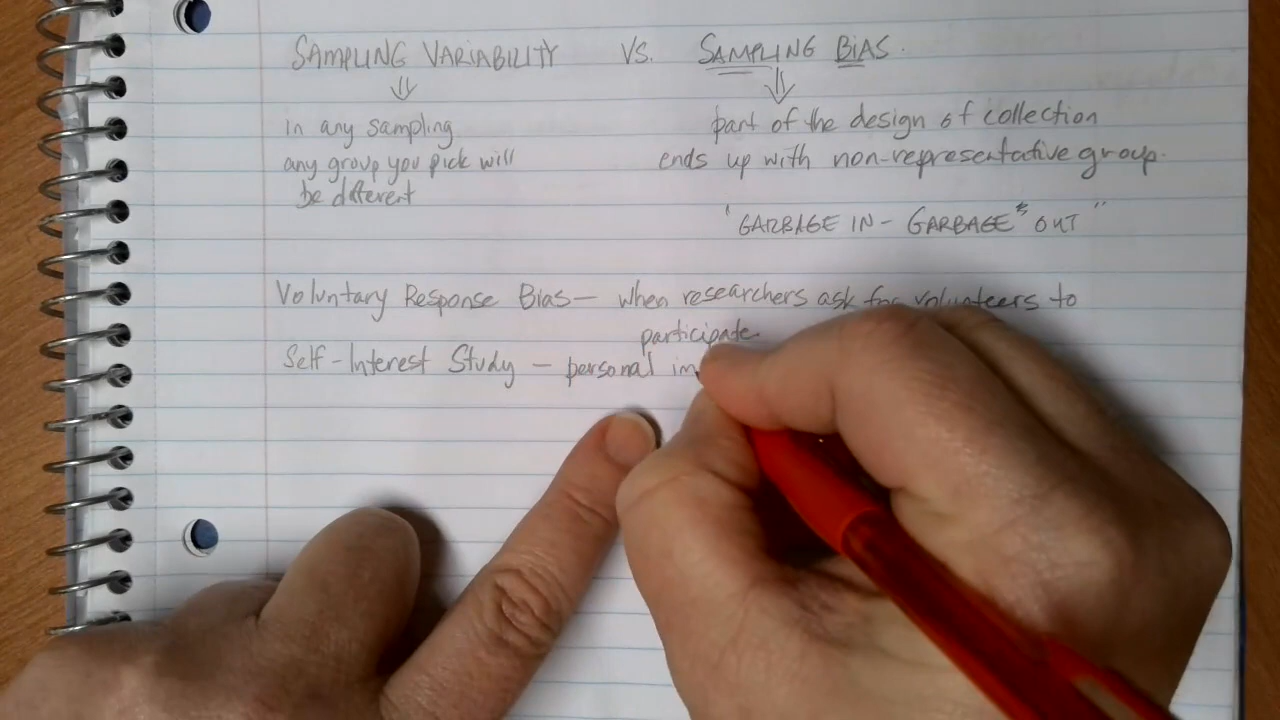 SAMPLING VARIABILITY VS. SAMPLING BIAS.
in any sampling
any group you pick will
be different
part of the design of collection
ends up with non-representative group.
"GARBAGE IN - GARBAGE* OUT"
Voluntary Response Bias — when researchers ask for volunteers to
participate
Self-Interest Study — personal in